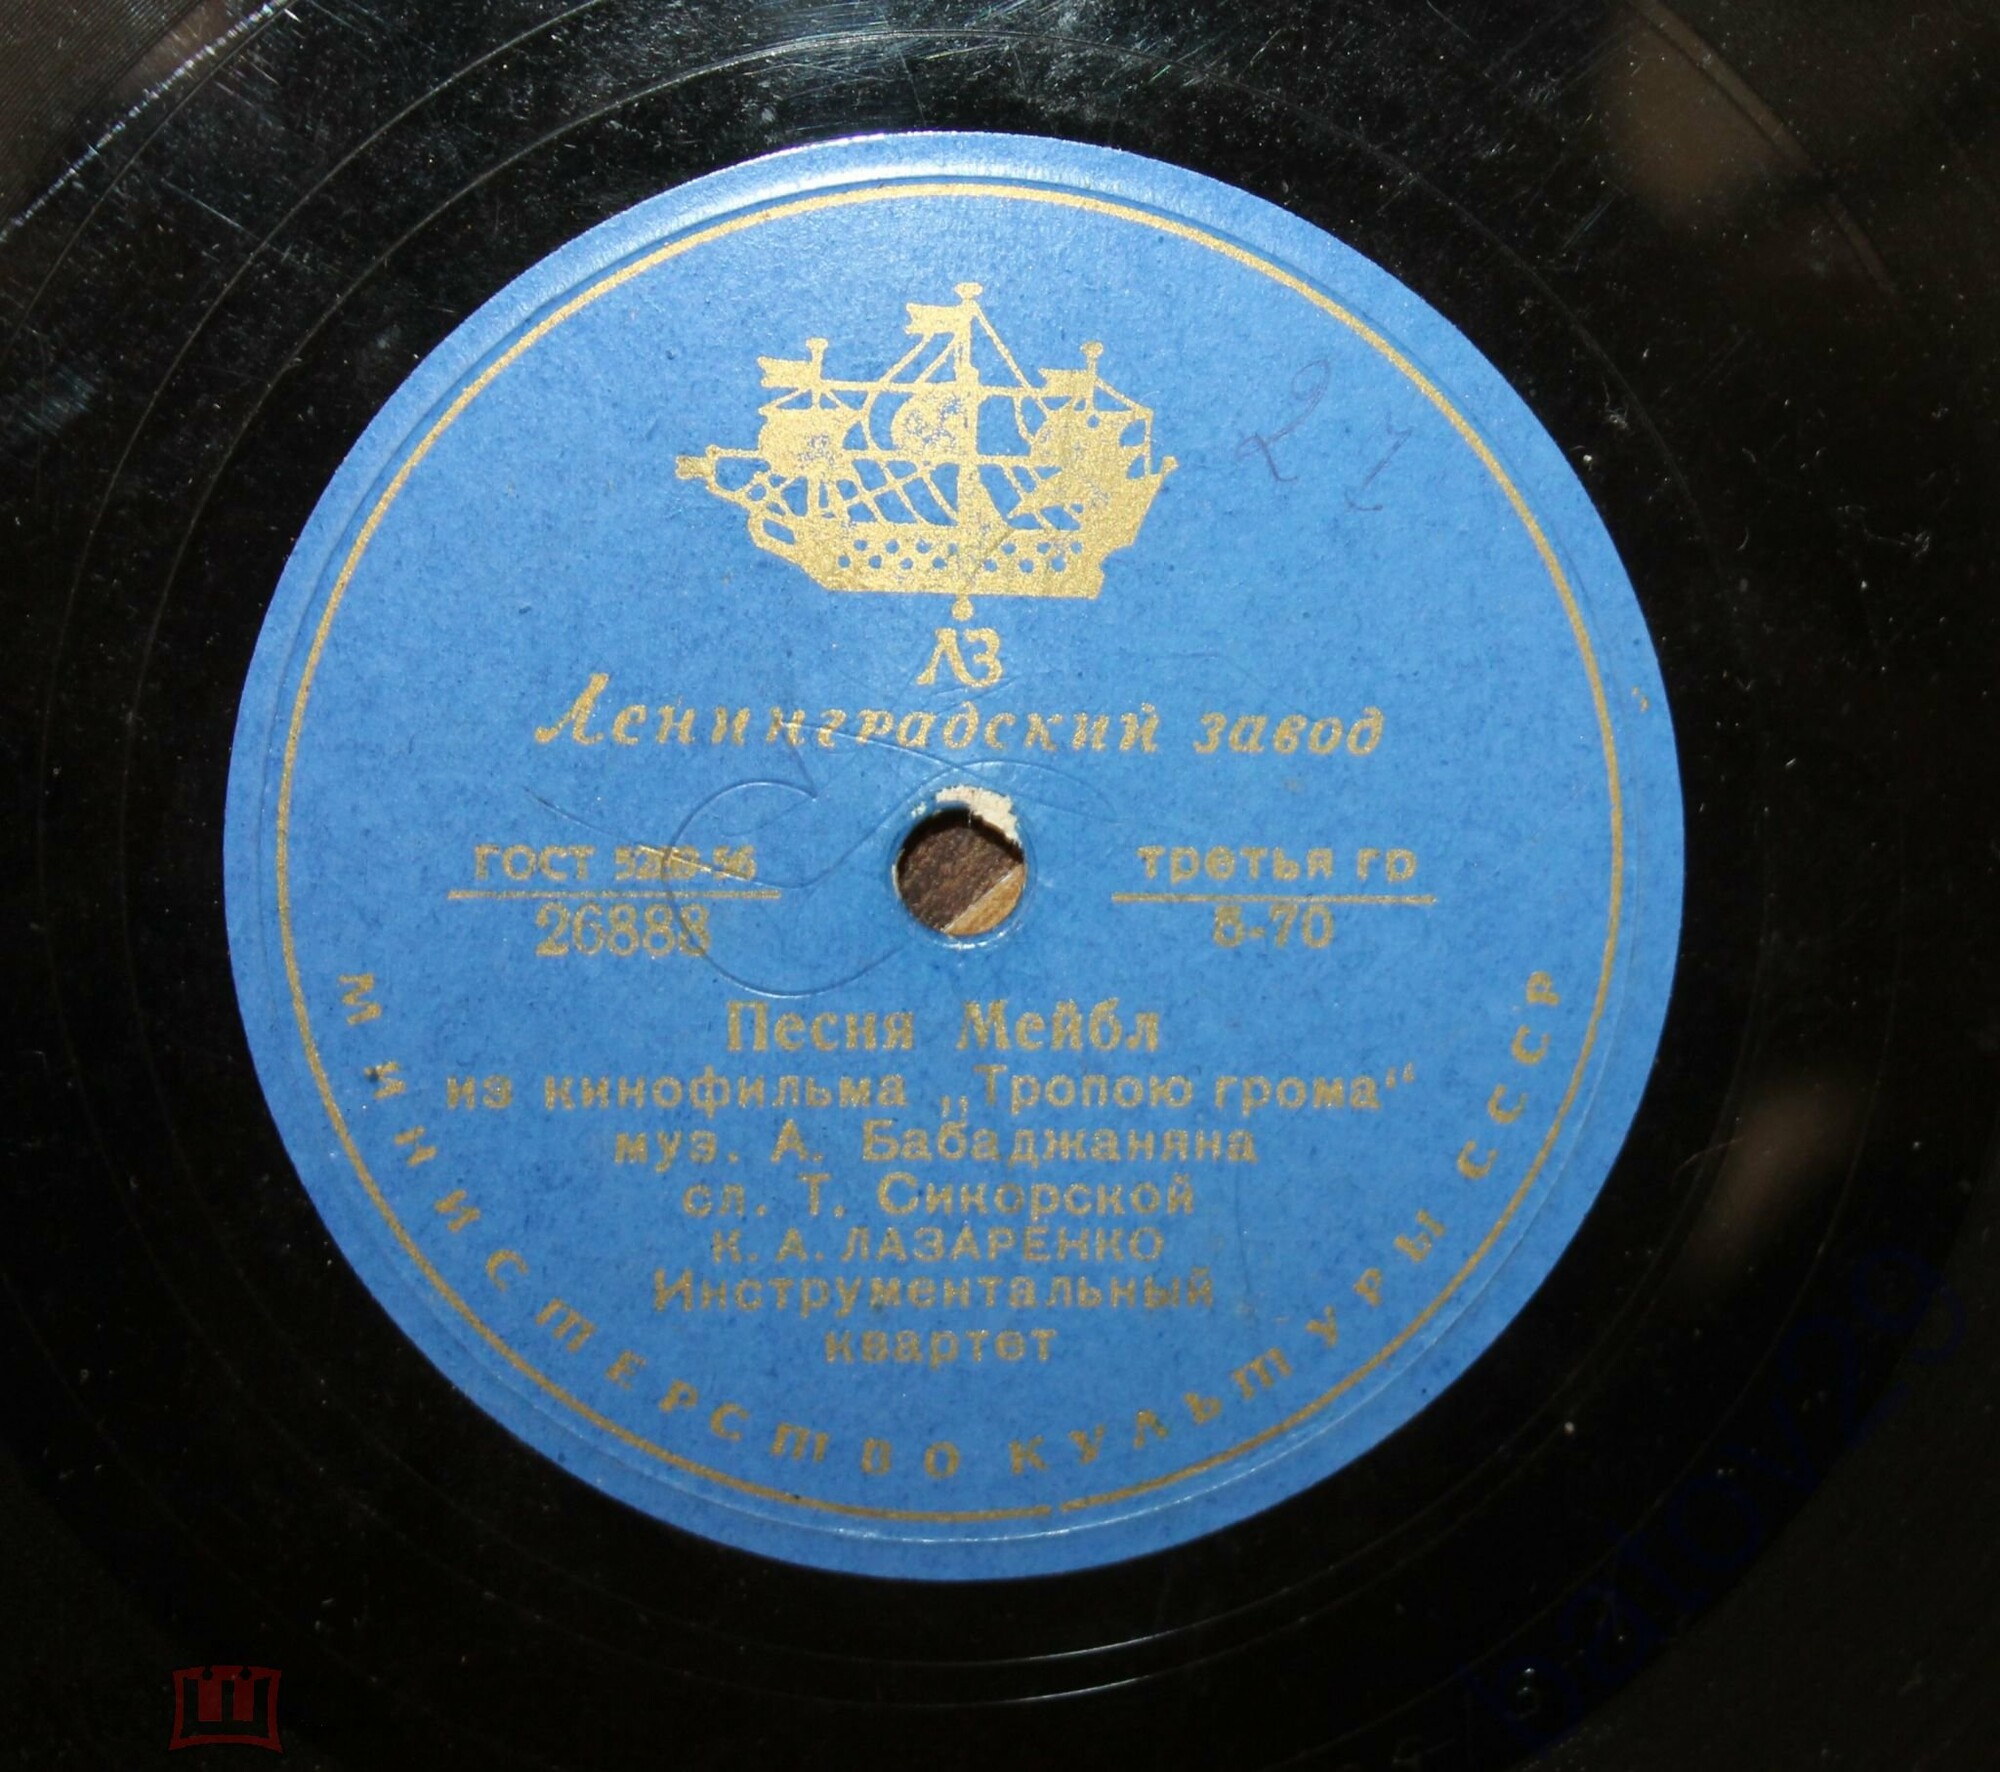 27
ЛЗ
Ленинградский завод
ГОСТ 5289-56
26888
третья гр
8-70
Песня Мейбл
из кинофильма „Тропою грома“
муз. А. Бабаджаняна
сл. Т. Сикорской
К. А. ЛАЗАРЕНКО
Инструментальный
квартет
МИНИСТЕРСТВО КУЛЬТУРЫ СССР